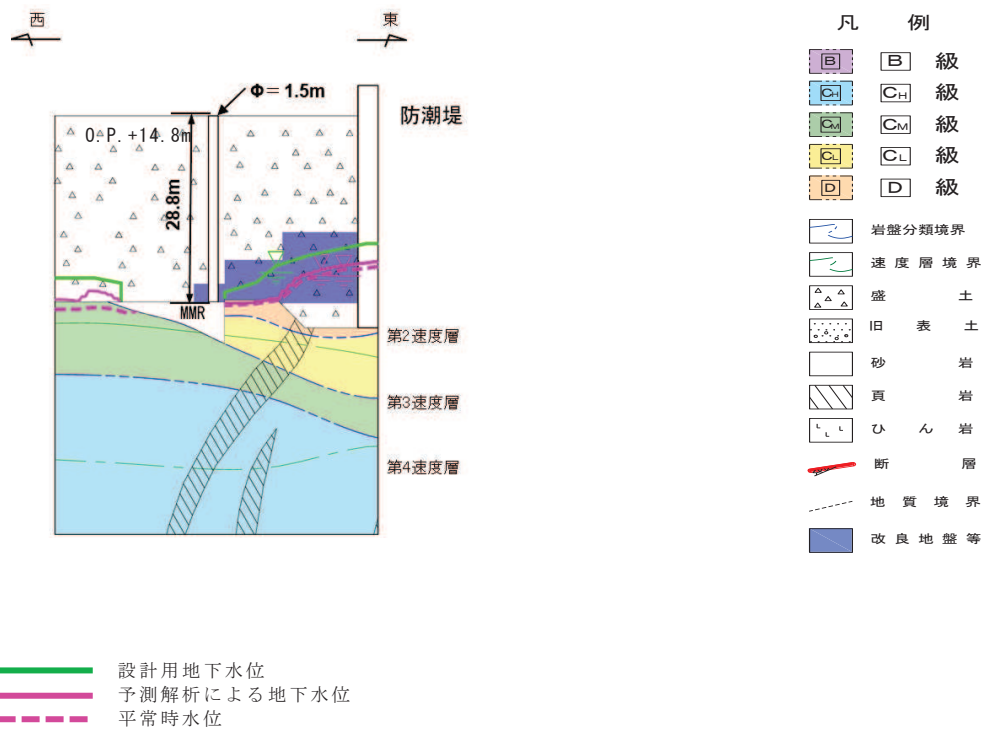 西
東
Φ＝ 1.5m
防潮堤
O.P.+14.8m
28.8m
MMR
第2速度層
第3速度層
第4速度層
凡 例
B B 級
CH CH 級
CM CM 級
CL CL 級
D D 級
岩盤分類境界
速度層境界
盛土
旧表土
砂岩
頁岩
ひん岩
断層
地質境界
改良地盤等
設計用地下水位
予測解析による地下水位
平常時水位